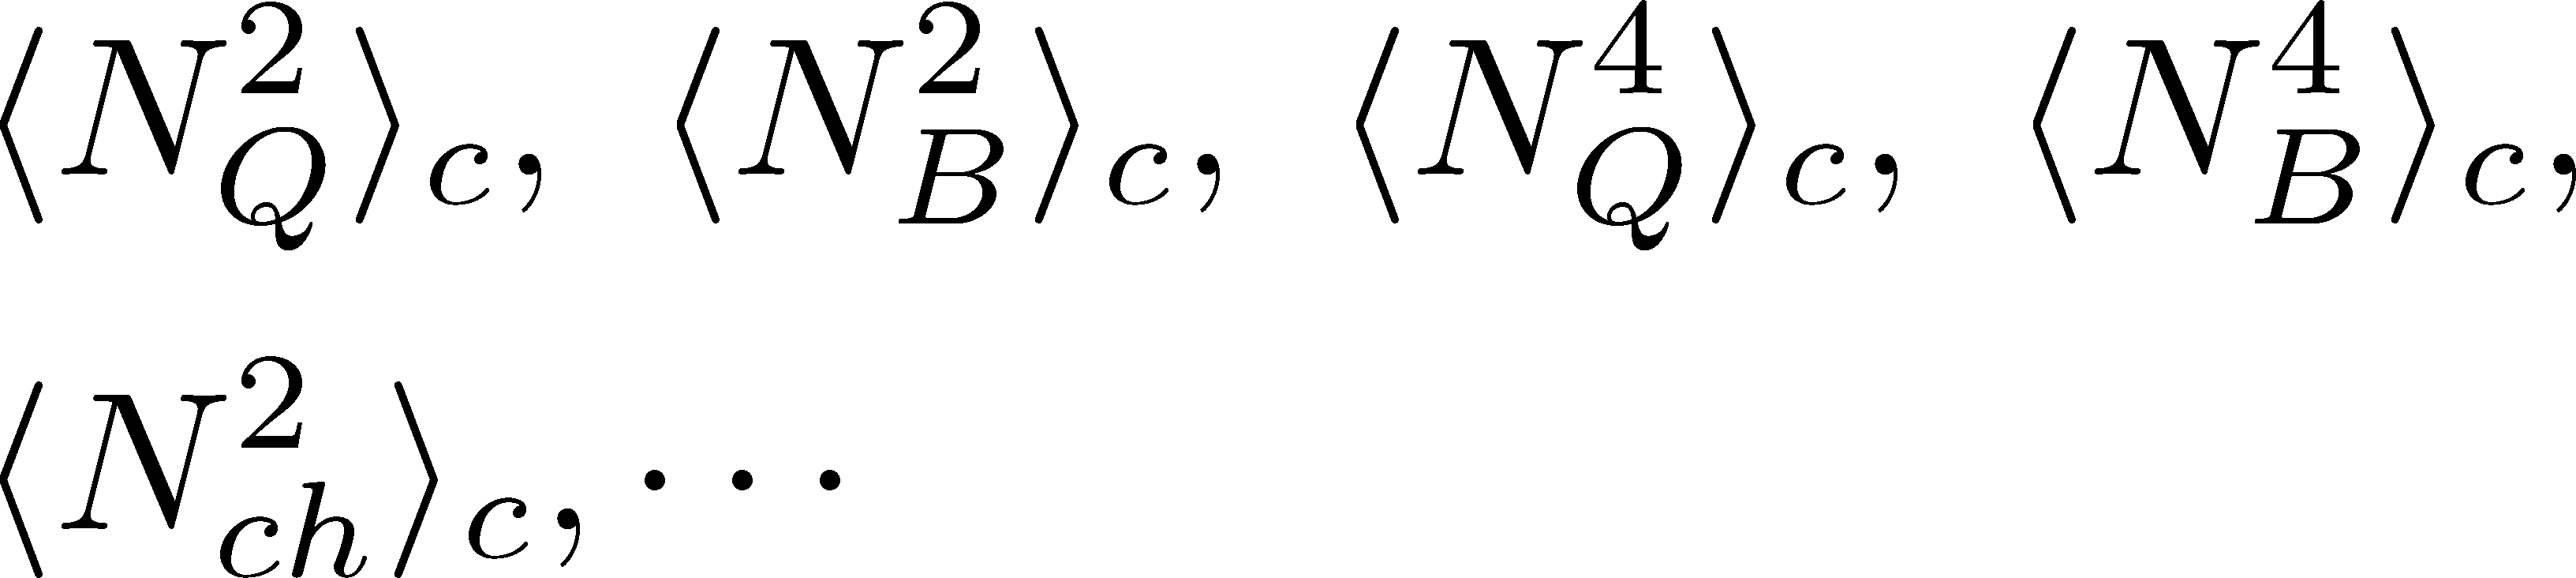 ⟨N_Q^2⟩_c, ⟨N_B^2⟩_c, ⟨N_Q^4⟩_c, ⟨N_B^4⟩_c,
⟨N_{ch}^2⟩_c, ⋯